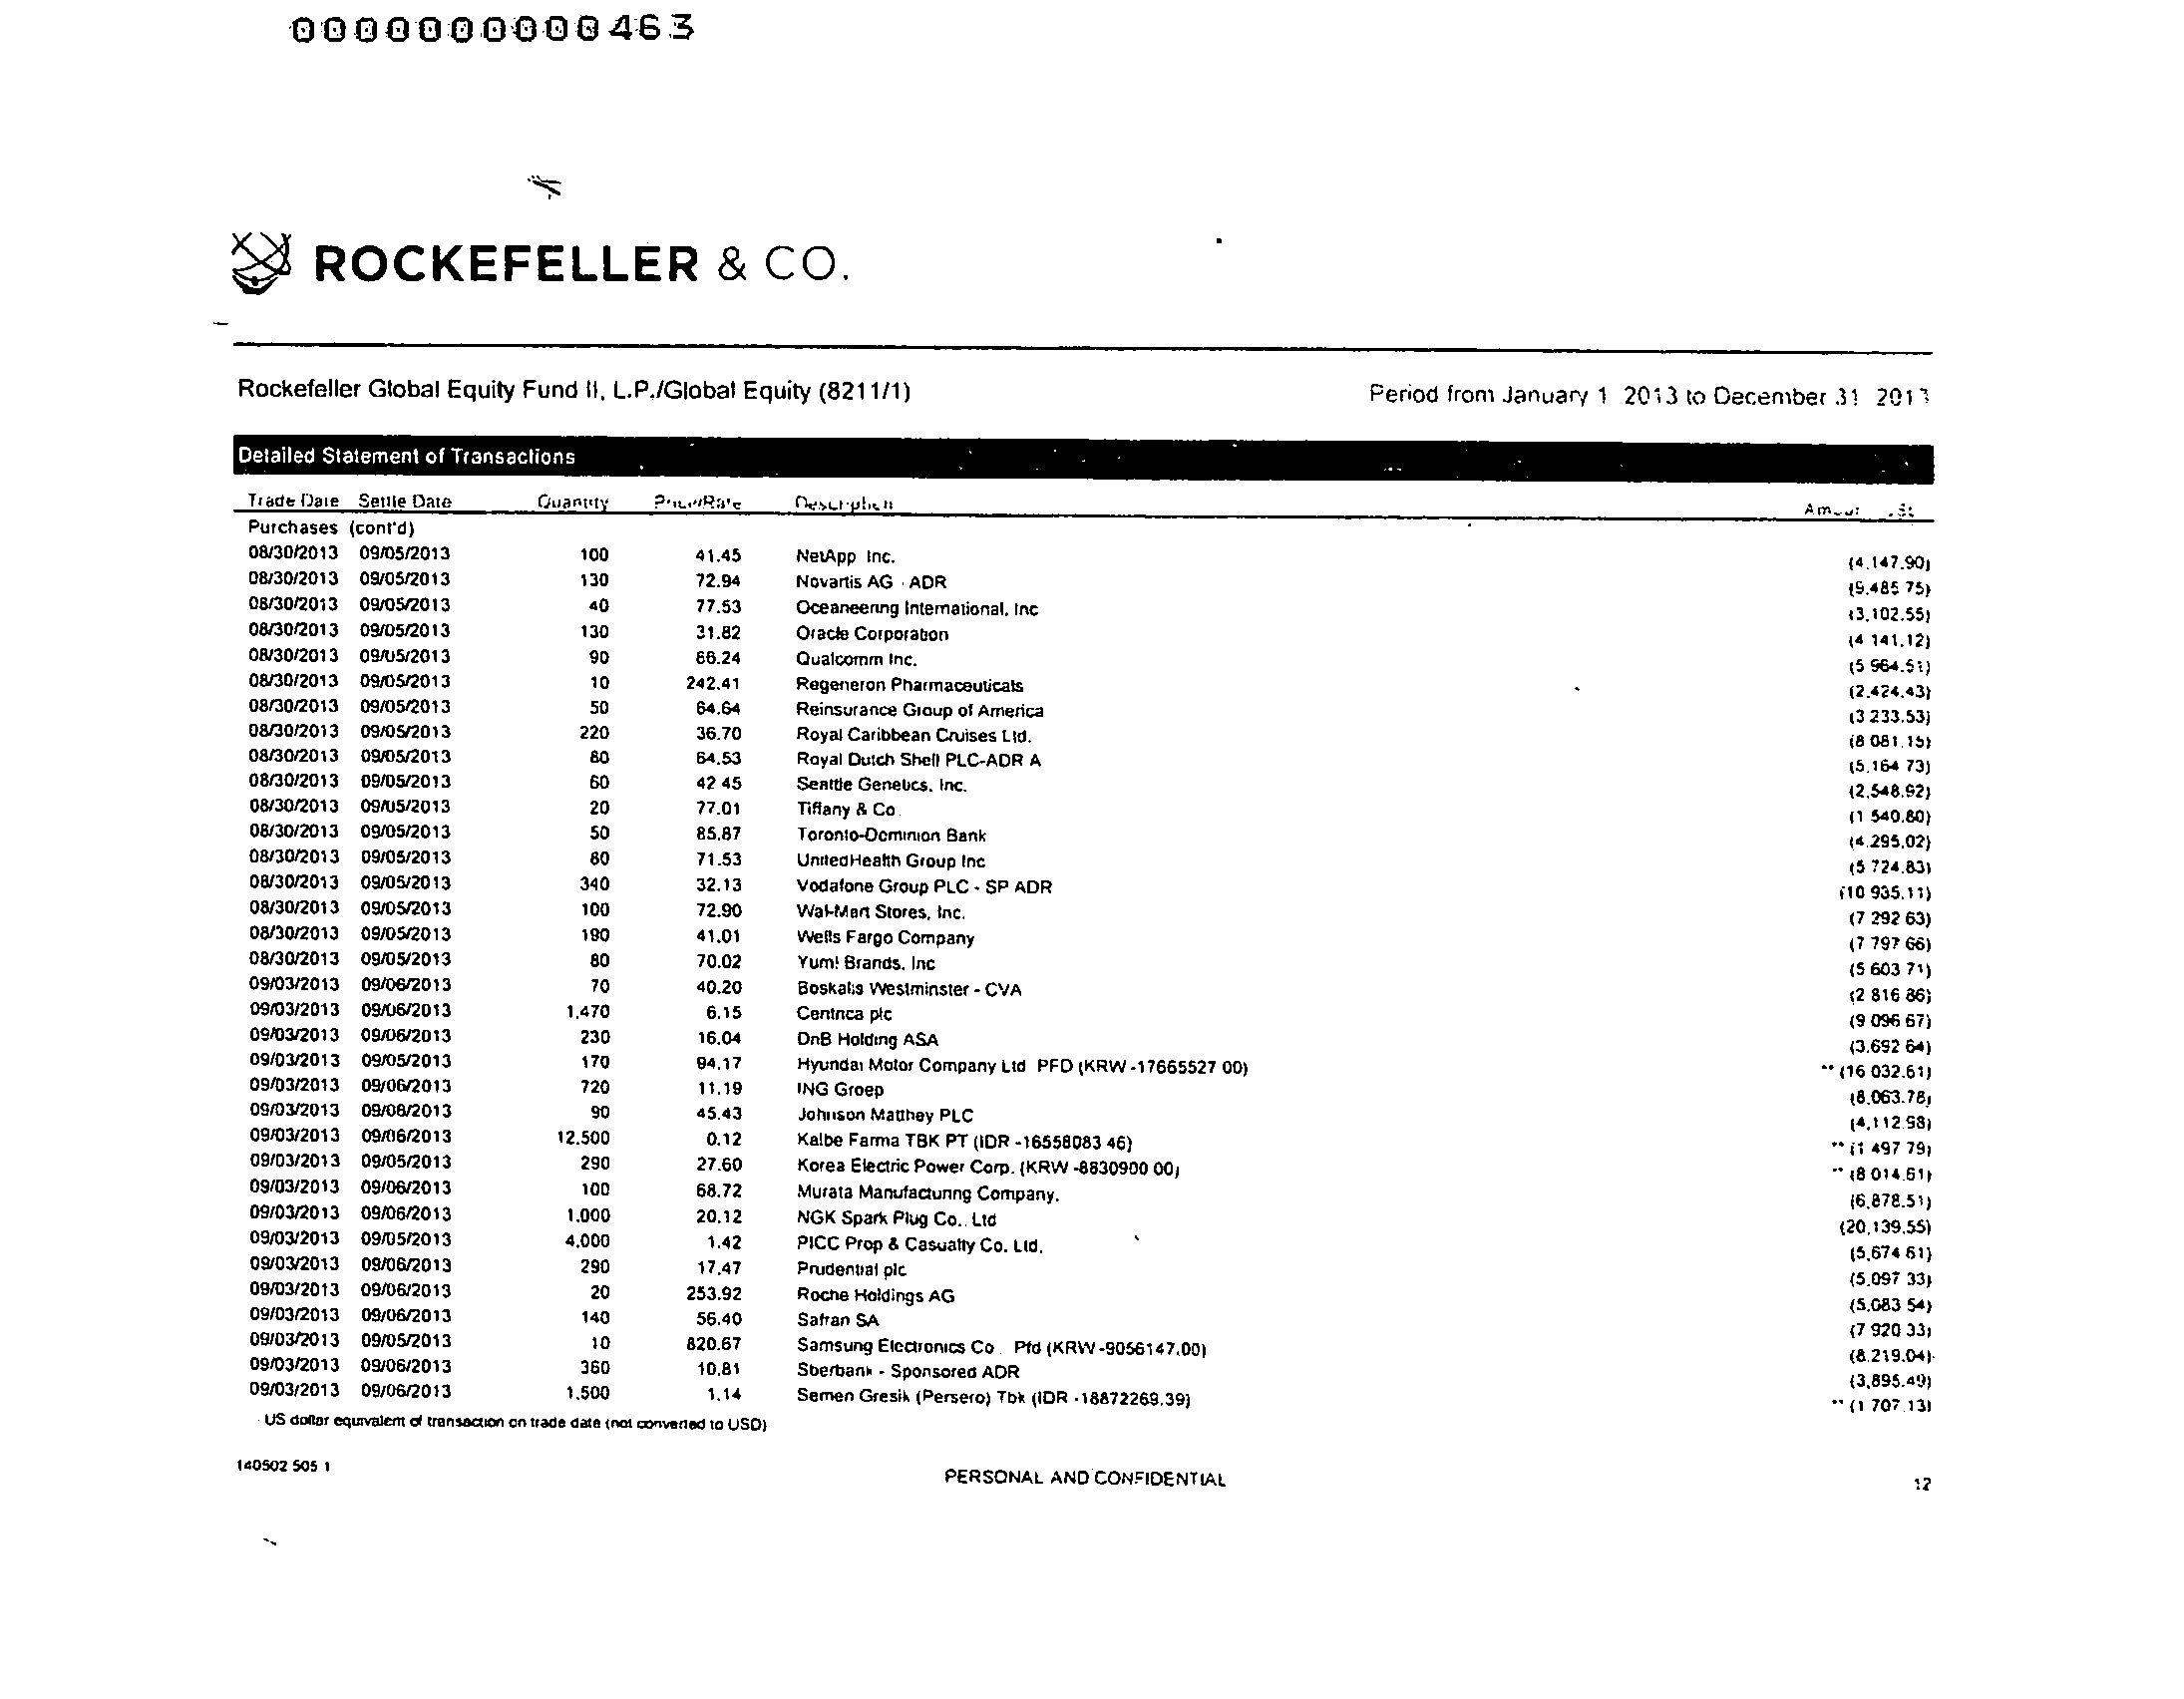 0000000000463
ROCKEFELLER & CO.
Rockefeller Global Equity Fund II, L.P./Global Equity (8211/1) Period from January 1 2013 to December 31 2013
Detailed Statement of Transactions
Trade Date Settle Date Quantity Price/Rate Description
Purchases (cont'd)
08/30/2013 09/05/2013 100 41.45 NetApp Inc. (4,147.90)
08/30/2013 09/05/2013 130 72.94 Novartis AG - ADR (9,485 75)
08/30/2013 09/05/2013 40 77.53 Oceaneering International, Inc (3,102.55)
08/30/2013 09/05/2013 130 31.82 Oracle Corporation (4 141.12)
08/30/2013 09/05/2013 90 66.24 Qualcomm Inc. (5 964.51)
08/30/2013 09/05/2013 10 242.41 Regeneron Pharmaceuticals (2,424.43)
08/30/2013 09/05/2013 50 64.64 Reinsurance Group of America (3 233.53)
08/30/2013 09/05/2013 220 36.70 Royal Caribbean Cruises Ltd. (8 081.15)
08/30/2013 09/05/2013 80 64.53 Royal Dutch Shell PLC-ADR A (5,164 73)
08/30/2013 09/05/2013 60 42 45 Seattle Genetics, Inc. (2,548.92)
08/30/2013 09/05/2013 20 77.01 Tiffany & Co. (1 540.80)
08/30/2013 09/05/2013 50 85.87 Toronto-Dominion Bank (4,295.02)
08/30/2013 09/05/2013 80 71.53 UnitedHealth Group Inc (5 724.83)
08/30/2013 09/05/2013 340 32.13 Vodafone Group PLC - SP ADR (10 935.11)
08/30/2013 09/05/2013 100 72.90 Wal-Mart Stores, Inc. (7 292 63)
08/30/2013 09/05/2013 190 41.01 Wells Fargo Company (7 797 66)
08/30/2013 09/05/2013 80 70.02 Yum! Brands, Inc (5 603 71)
09/03/2013 09/06/2013 70 40.20 Boskalis Westminster - CVA (2 816 86)
09/03/2013 09/06/2013 1,470 6.15 Centrica plc (9 096 67)
09/03/2013 09/06/2013 230 16.04 DnB Holding ASA (3,692 64)
09/03/2013 09/05/2013 170 94.17 Hyundai Motor Company Ltd PFD (KRW -17665527 00) ** (16 032.61)
09/03/2013 09/06/2013 720 11.19 ING Groep (8,063.78)
09/03/2013 09/06/2013 90 45.43 Johnson Matthey PLC (4,112.98)
09/03/2013 09/06/2013 12,500 0.12 Kalbe Farma TBK PT (IDR -16558083 46) ** (1 497 79)
09/03/2013 09/05/2013 290 27.60 Korea Electric Power Corp. (KRW -8830900 00) ** (8 014.61)
09/03/2013 09/06/2013 100 68.72 Murata Manufacturing Company, (6,878.51)
09/03/2013 09/06/2013 1,000 20.12 NGK Spark Plug Co., Ltd (20,139.55)
09/03/2013 09/05/2013 4,000 1.42 PICC Prop & Casualty Co. Ltd. (5,674 61)
09/03/2013 09/06/2013 290 17.47 Prudential plc (5,097 33)
09/03/2013 09/06/2013 20 253.92 Roche Holdings AG (5,083 54)
09/03/2013 09/06/2013 140 56.40 Safran SA (7 920 33)
09/03/2013 09/05/2013 10 820.67 Samsung Electronics Co. Pfd (KRW -9056147.00) (8,219.04)
09/03/2013 09/06/2013 360 10.81 Sberbank - Sponsored ADR (3,895.49)
09/03/2013 09/06/2013 1,500 1.14 Semen Gresik (Persero) Tbk (IDR -18872269.39) ** (1 707 13)
US dollar equivalent of transaction on trade date (not converted to USD)
140502 505 1 PERSONAL AND CONFIDENTIAL 12